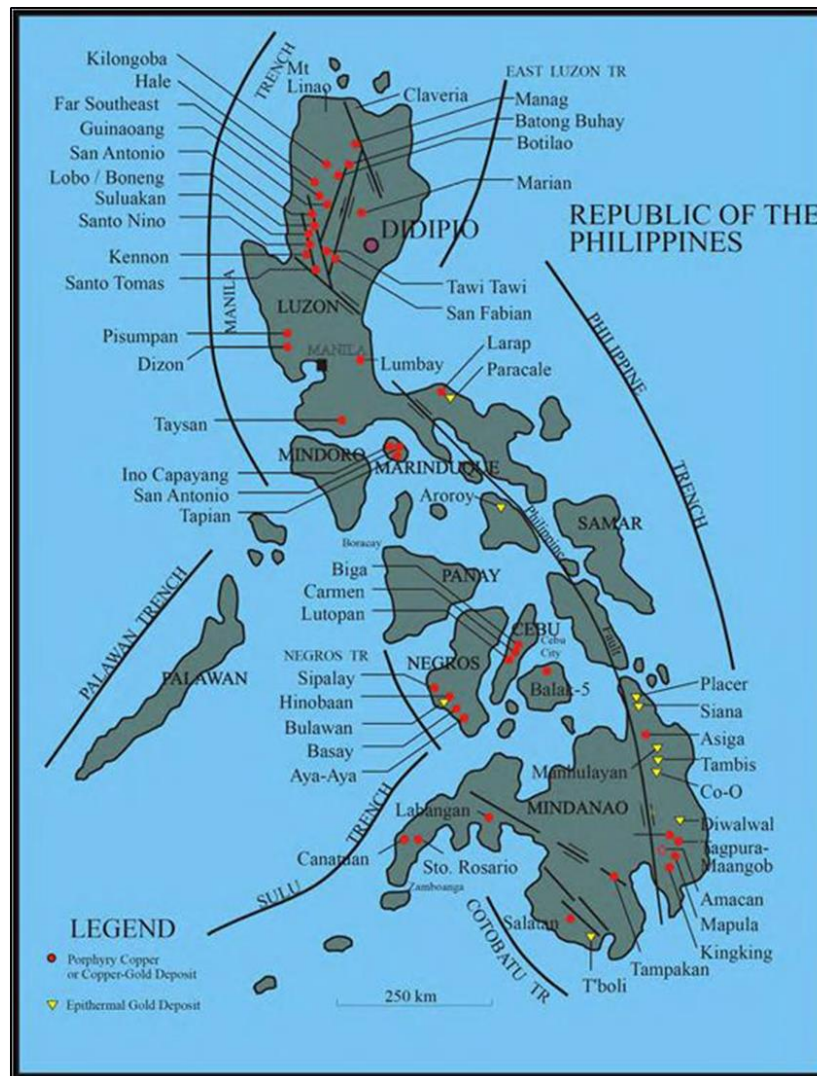 Kilongoba
Hale
Far Southeast
Guinaoang
San Antonio
Lobo / Boneng
Suluakan
Santo Nino
Kennon
Santo Tomas
TRENCH
MANILA
Mt
Linao
Claveria
EAST LUZON TR
Manag
Batong Buhay
Botilao
Marian
DIDIPIO
REPUBLIC OF THE
PHILIPPINES
Tawi Tawi
San Fabian
LUZON
Pisumpan
Dizon
MANILA
Lumbay
Larap
Paracale
PHILIPPINE
TRENCH
Taysan
MINDORO
MARINDUQUE
Ino Capayang
San Antonio
Tapian
Aroroy
Philippine
Fault
SAMAR
Boracay
PANAY
Biga
Carmen
Lutopan
CEBU
Cebu
City
PALAWAN TRENCH
PALAWAN
NEGROS TR
NEGROS
Sipalay
Hinobaan
Bulawan
Basay
Aya-Aya
Balak-5
Placer
Siana
Asiga
Manhulayan
Tambis
Co-O
MINDANAO
Diwalwal
Tagpura-
Maangob
Amacan
Mapula
Kingking
Labangan
TRENCH
SULU
Canatuan
Sto. Rosario
Zamboanga
COTOBATU TR
Salatan
T'boli
Tampakan
LEGEND
Porphyry Copper
or Copper-Gold Deposit
Epithermal Gold Deposit
250 km